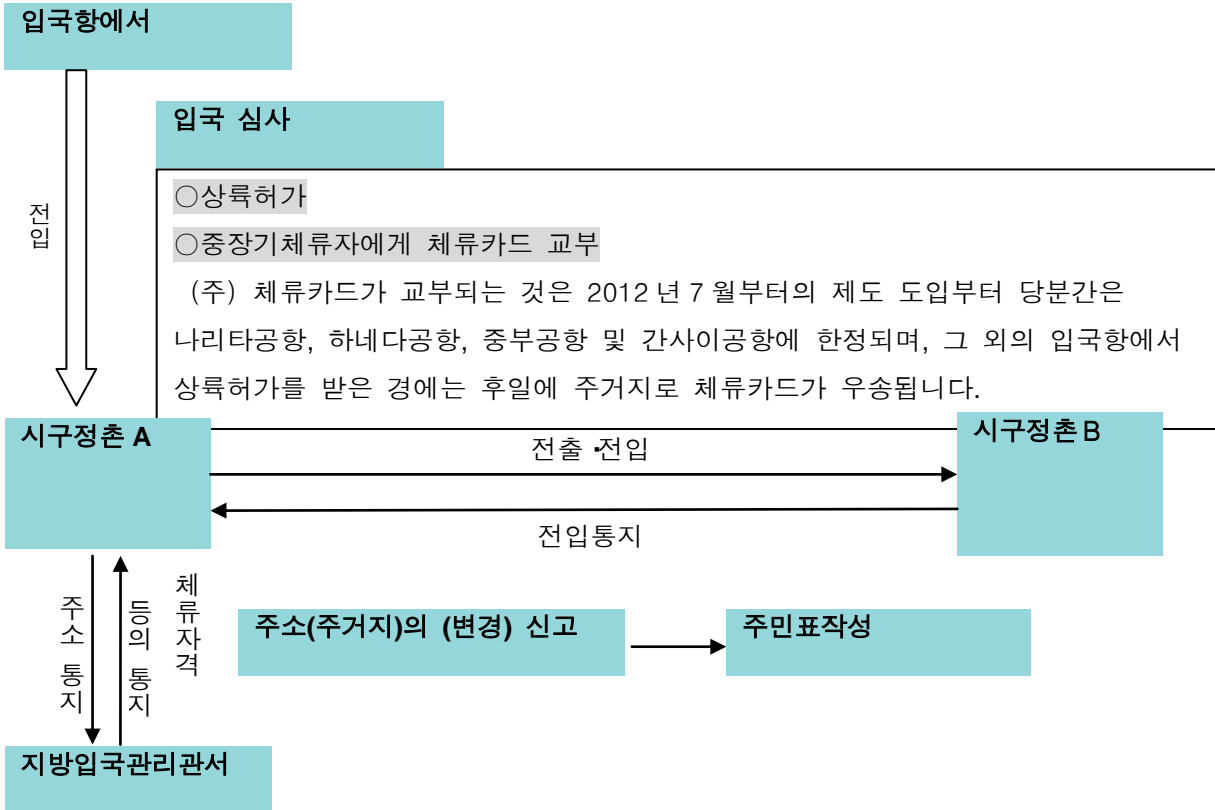 입국항에서
입국 심사
전입
○상륙허가
○중장기체류자에게 체류카드 교부
(주) 체류카드가 교부되는 것은 2012년 7월부터의 제도 도입부터 당분간은
나리타공항, 하네다공항, 중부공항 및 간사이공항에 한정되며, 그 외의 입국항에서
상륙허가를 받은 경에는 후일에 주거지로 체류카드가 우송됩니다.
시구정촌 A
전출·전입
시구정촌B
전입통지
주소 통지
등의 통지
체류자격
주소(주거지)의 (변경) 신고
주민표작성
지방입국관리관서